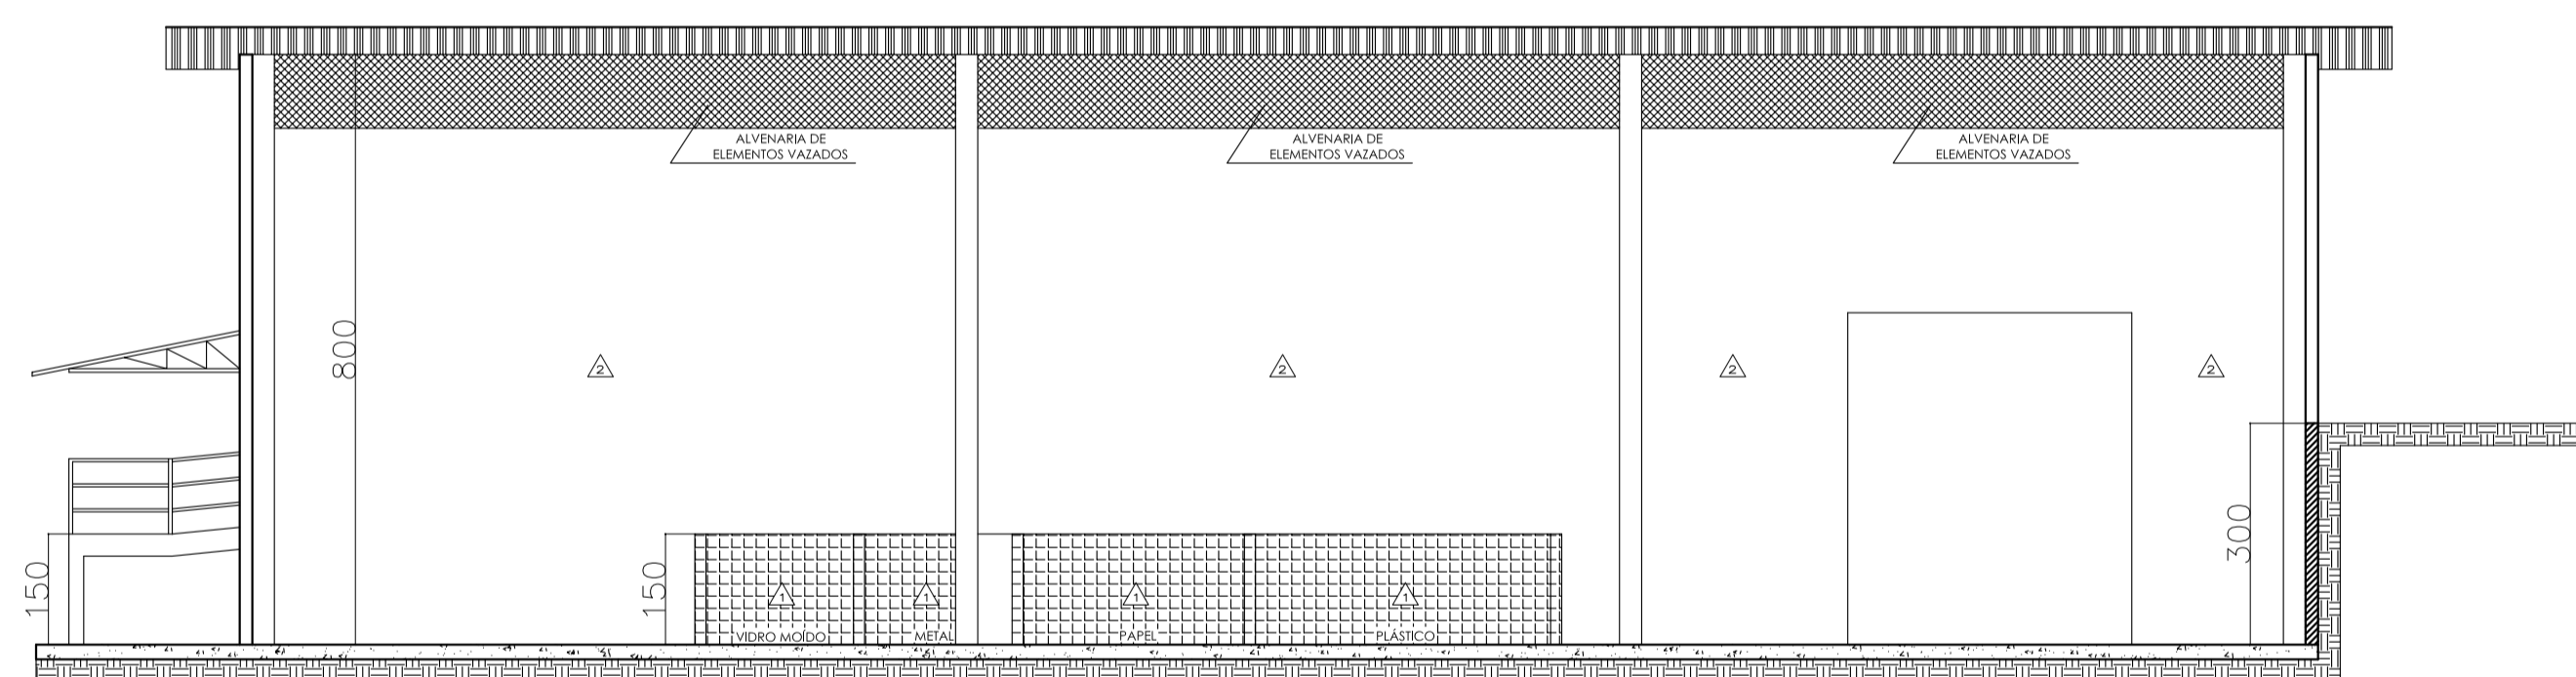 ALVENARIA DE
ELEMENTOS VAZADOS
ALVENARIA DE
ELEMENTOS VAZADOS
ALVENARIA DE
ELEMENTOS VAZADOS
800
2
2
2
2
150
150
300
1
1
1
1
VIDRO MOÍDO
METAL
PAPEL
PLÁSTICO